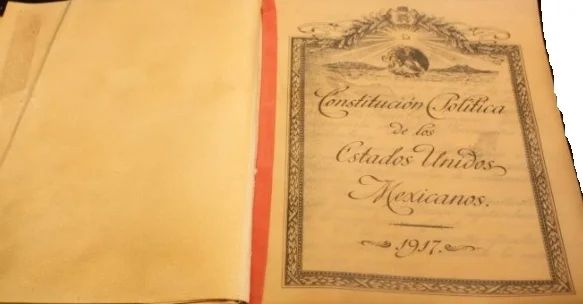 Constitución Política
de los
Estados Unidos
Mexicanos.
1917.